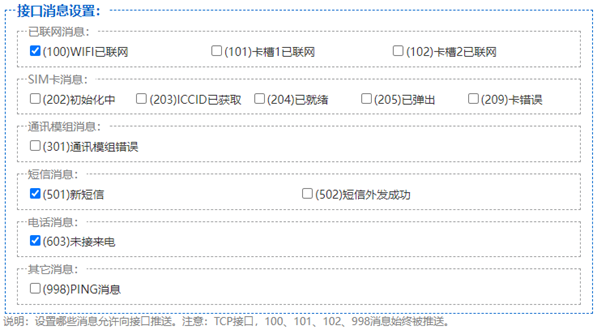 接口消息设置：
已联网消息：
(100)WIFI已联网 (101)卡槽1已联网 (102)卡槽2已联网
SIM卡消息：
(202)初始化中 (203)ICCID已获取 (204)已就绪 (205)已弹出 (209)卡错误
通讯模组消息：
(301)通讯模组错误
短信消息：
(501)新短信 (502)短信外发成功
电话消息：
(603)未接来电
其它消息：
(998)PING消息
说明：设置哪些消息允许向接口推送。注意：TCP接口，100、101、102、998消息始终被推送。